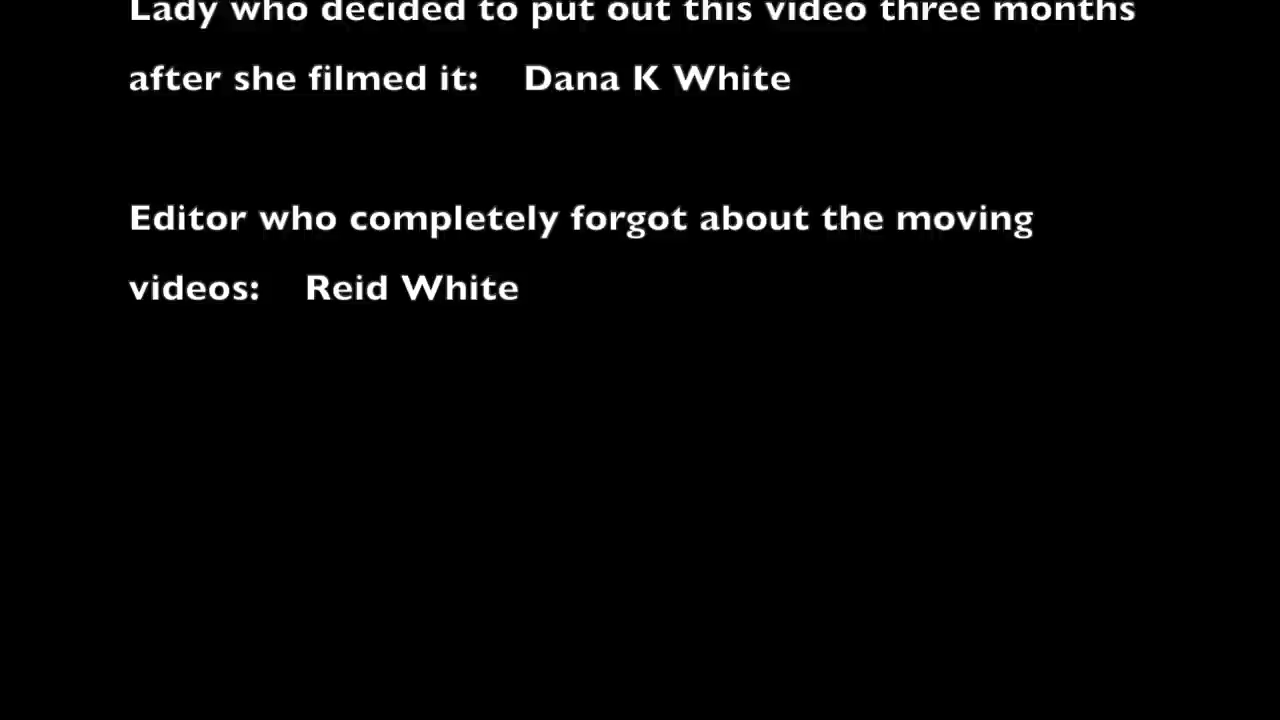 Lady who decided to put out this video three months
after she filmed it: Dana K White
Editor who completely forgot about the moving
videos: Reid White